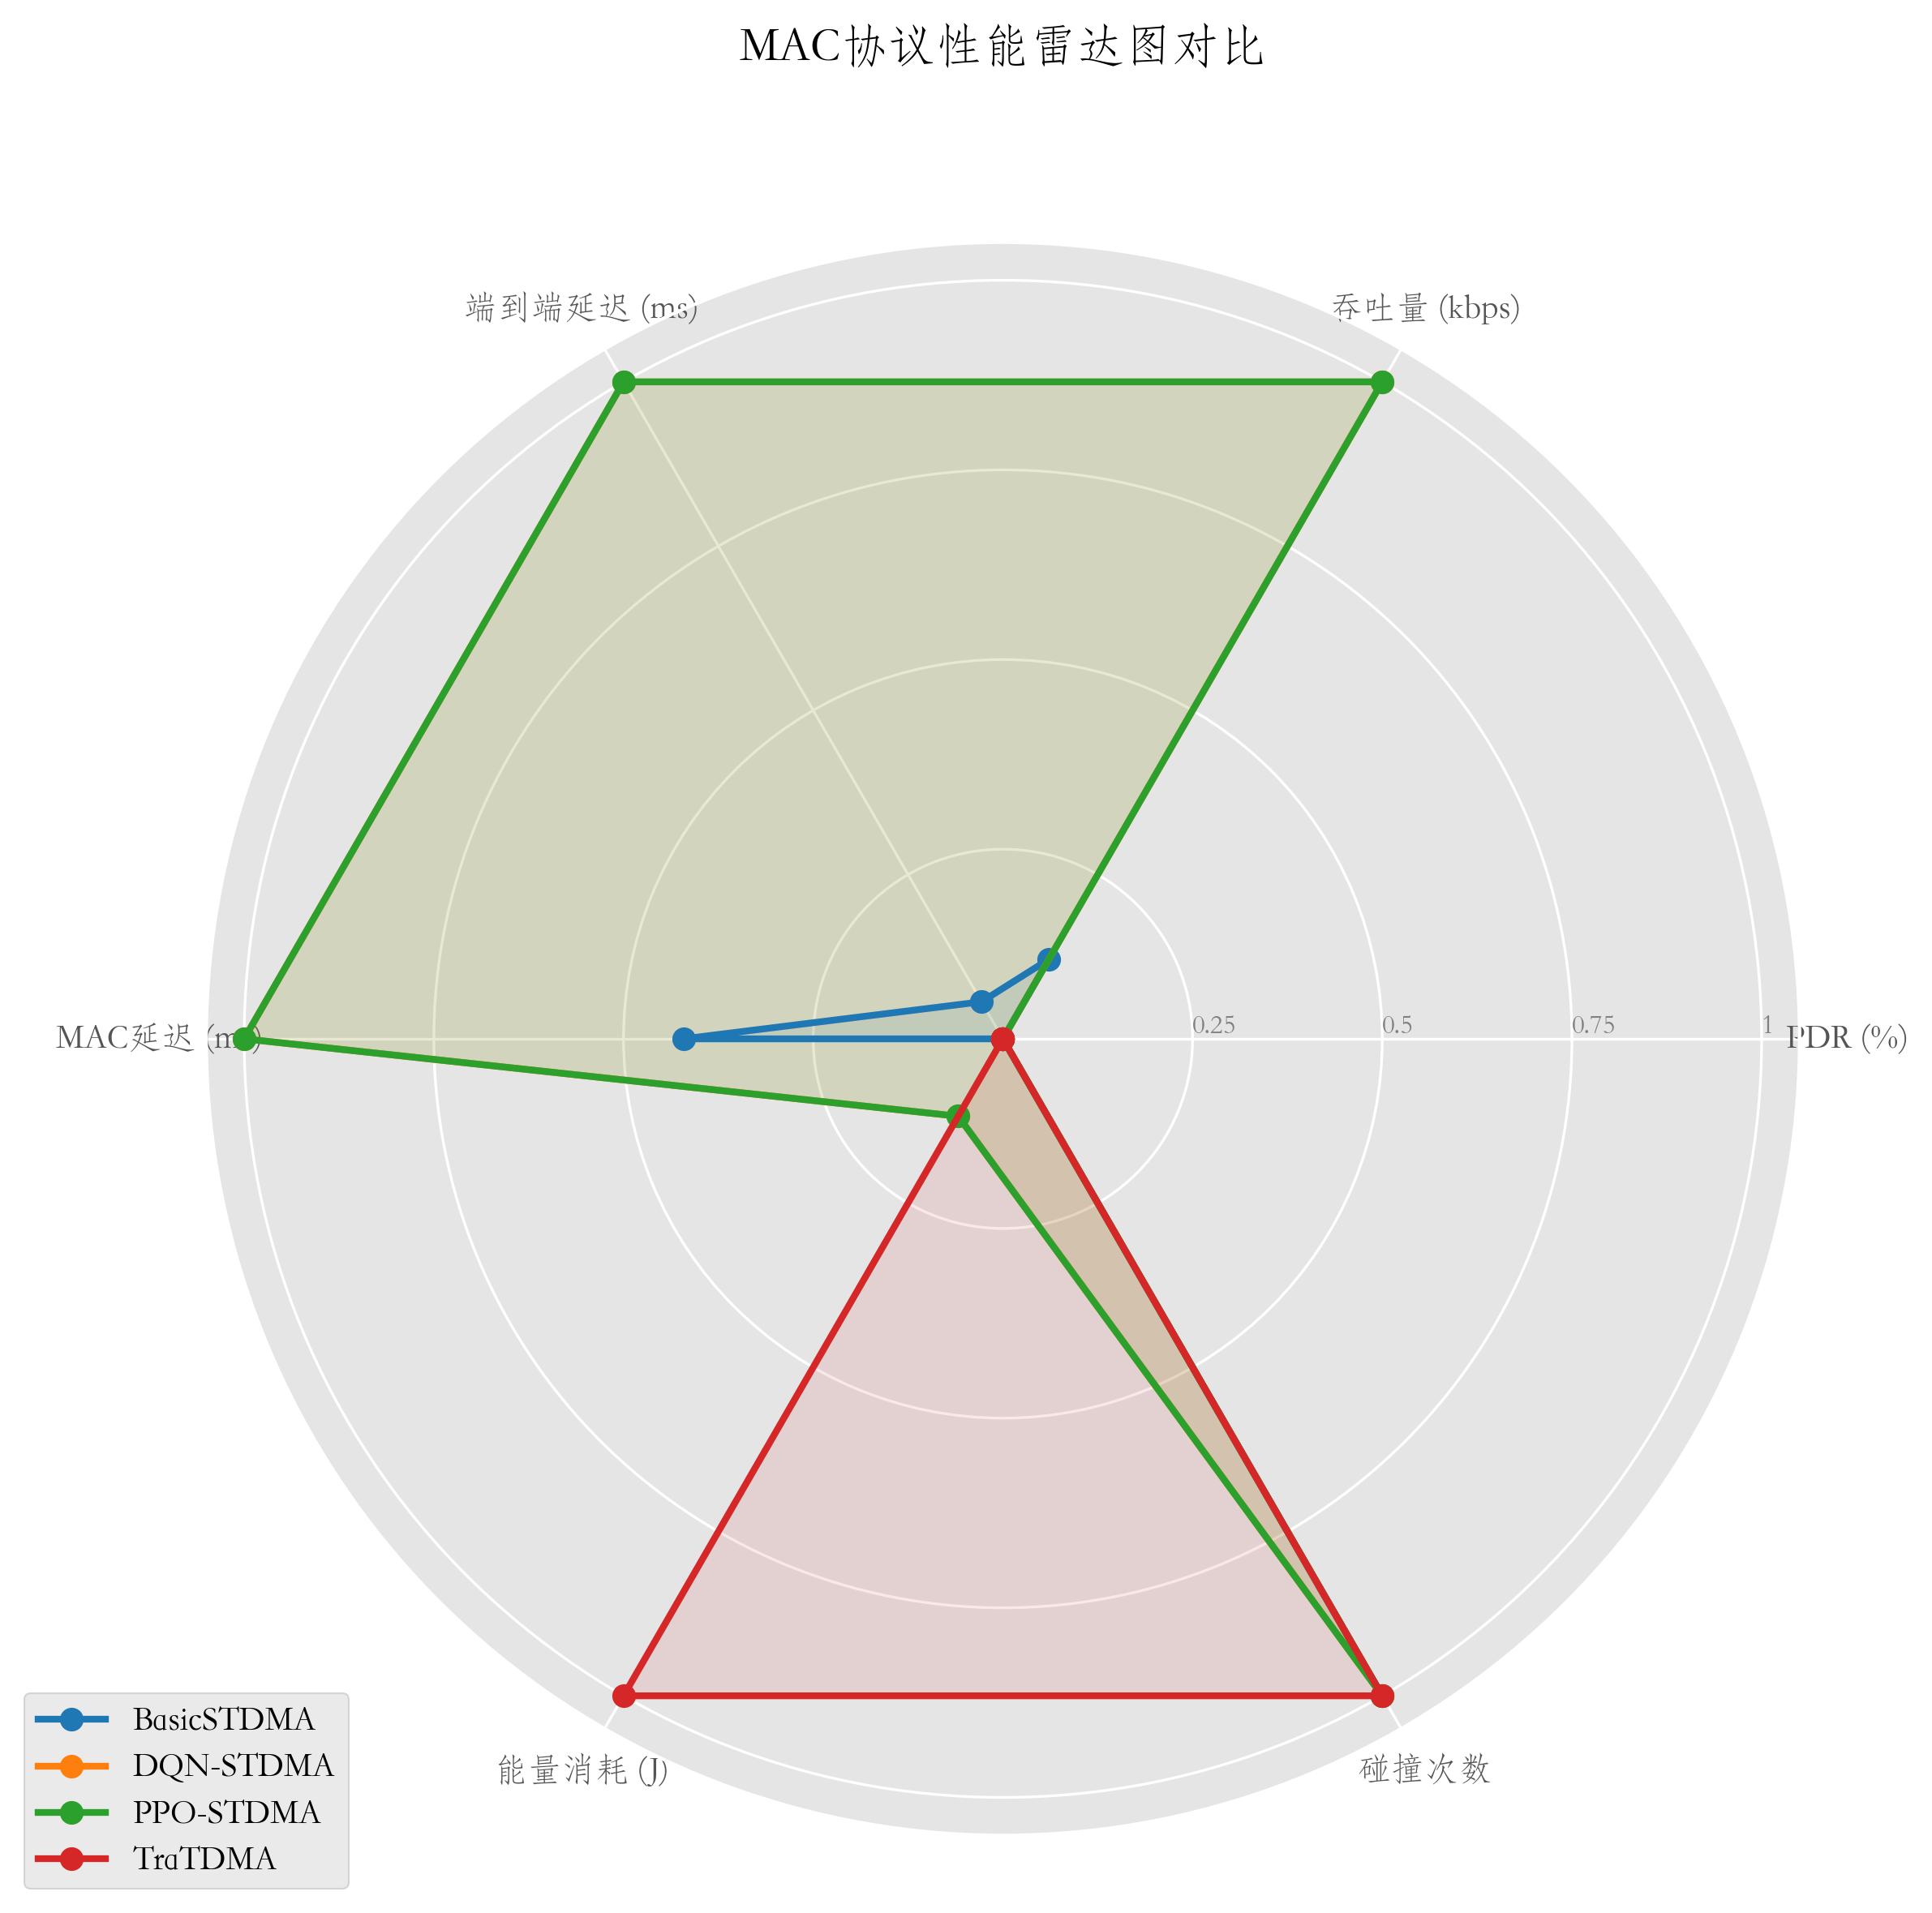 MAC协议性能雷达图对比
端到端延迟 (ms)
吞吐量 (kbps)
MAC延迟 (ms)
0.25
0.5
0.75
1
PDR (%)
能量消耗 (J)
碰撞次数
BasicSTDMA
DQN-STDMA
PPO-STDMA
TraTDMA